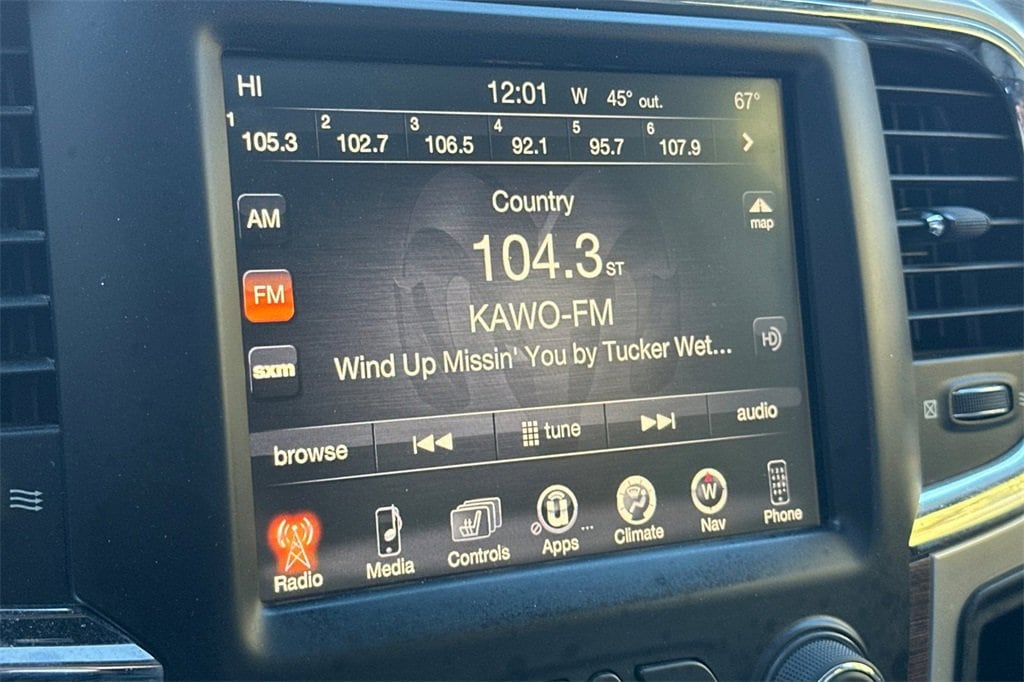 HI 12:01 W 45° out. 67°
1 105.3 2 102.7 3 106.5 4 92.1 5 95.7 6 107.9
Country
AM
map
104.3 ST
FM
KAWO-FM
HD
Wind Up Missin' You by Tucker Wet...
sxm
browse tune audio
W
Radio Media Controls Apps ... Climate Nav Phone